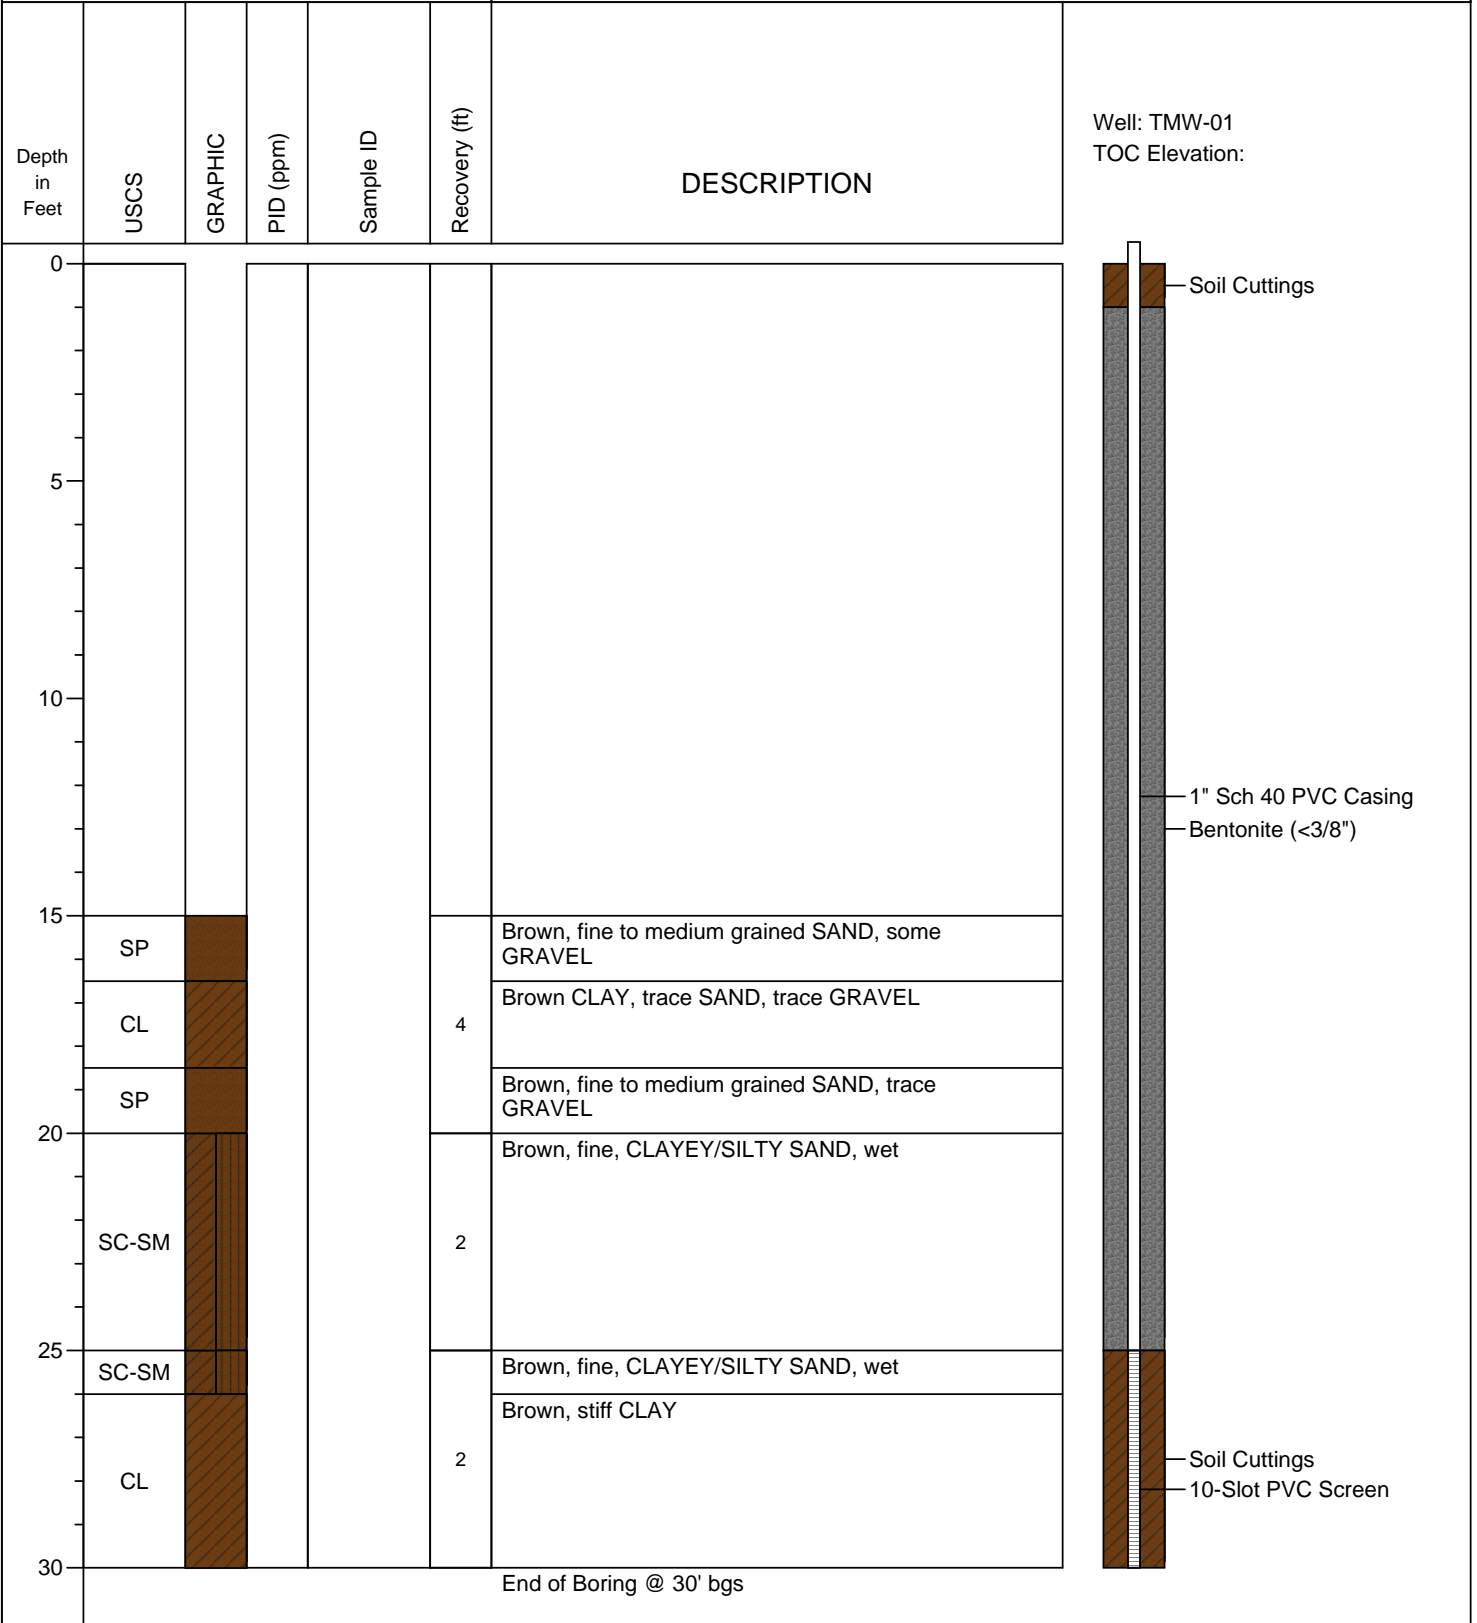 Depth
in
Feet
USCS
GRAPHIC
PID (ppm)
Sample ID
Recovery (ft)
DESCRIPTION
Well: TMW-01
TOC Elevation:
0
Soil Cuttings
5
10
1" Sch 40 PVC Casing
Bentonite (<3/8")
15
SP
Brown, fine to medium grained SAND, some
GRAVEL
CL
4
Brown CLAY, trace SAND, trace GRAVEL
SP
Brown, fine to medium grained SAND, trace
GRAVEL
20
SC-SM
2
Brown, fine, CLAYEY/SILTY SAND, wet
25
SC-SM
Brown, fine, CLAYEY/SILTY SAND, wet
CL
2
Brown, stiff CLAY
Soil Cuttings
10-Slot PVC Screen
30
End of Boring @ 30' bgs